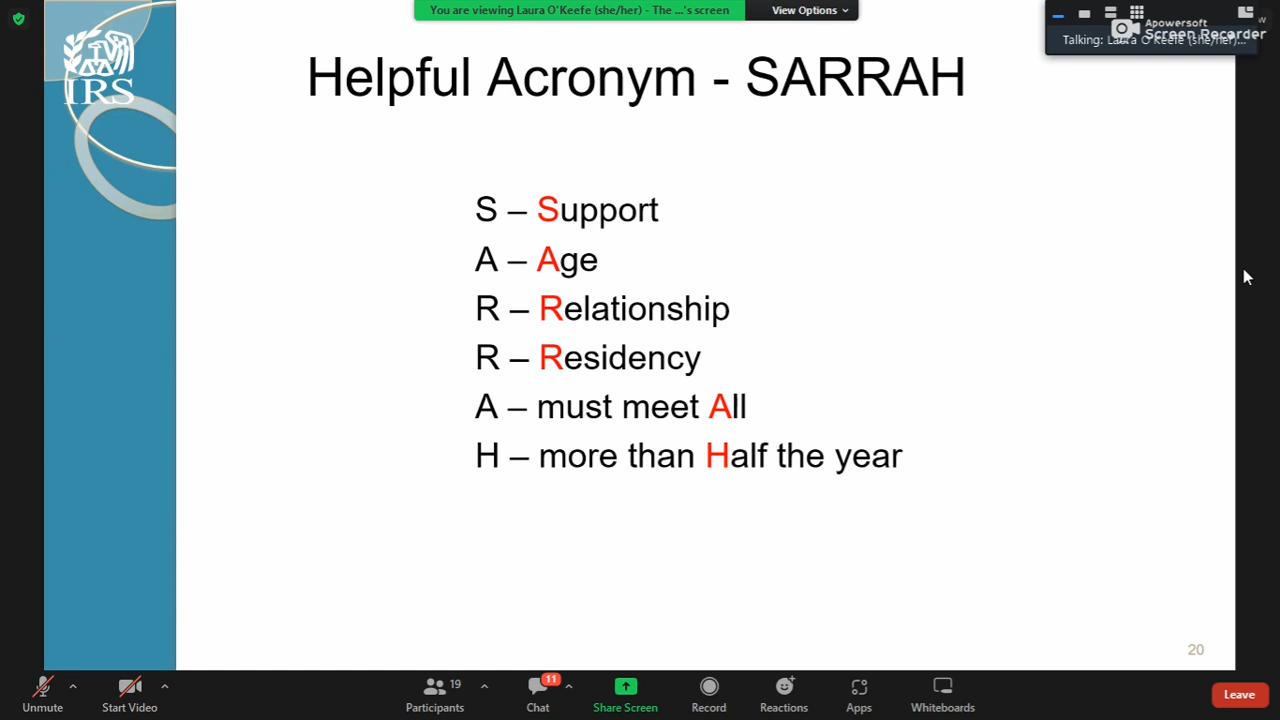 You are viewing Laura O'Keefe (she/her) - The ...'s screen
View Options
Apowersoft
Screen Recorder
Talking: Laura O'Keefe (she/her)...
IRS
Helpful Acronym - SARRAH
S – Support
A – Age
R – Relationship
R – Residency
A – must meet All
H – more than Half the year
20
Unmute
Start Video
19
Participants
11
Chat
Share Screen
Record
Reactions
Apps
Whiteboards
Leave